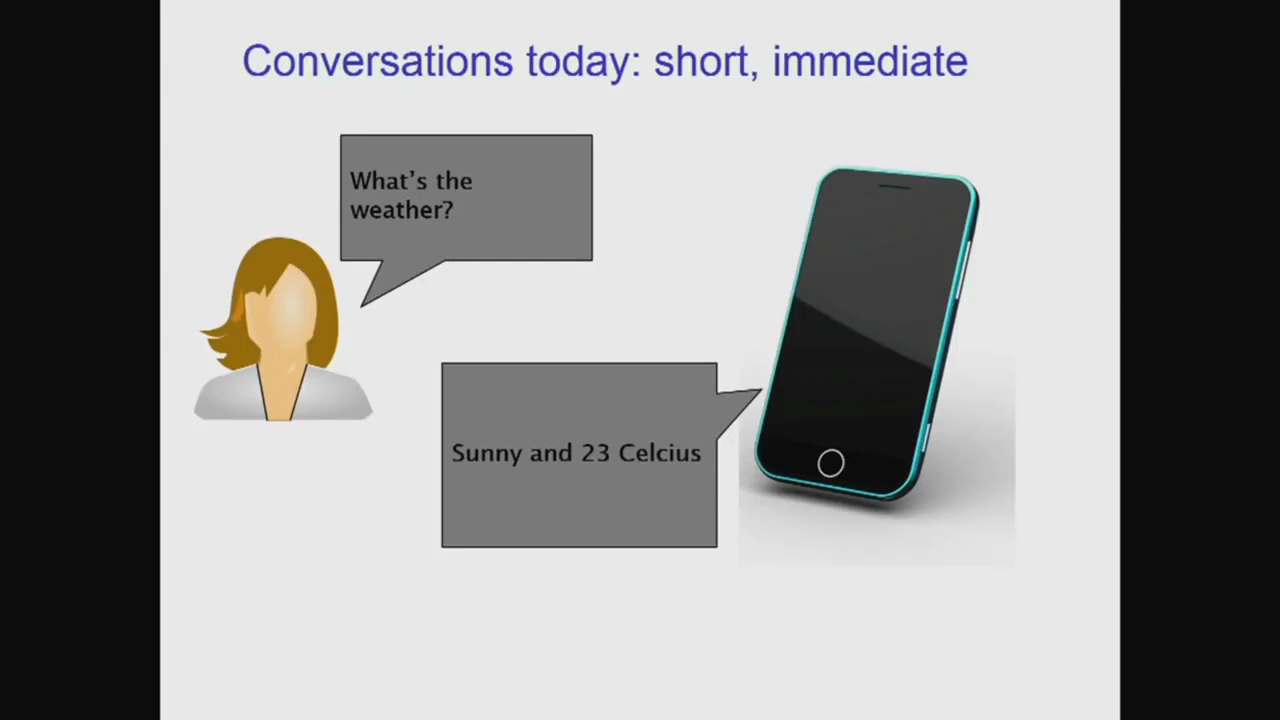 Conversations today: short, immediate
What’s the
weather?
Sunny and 23 Celcius